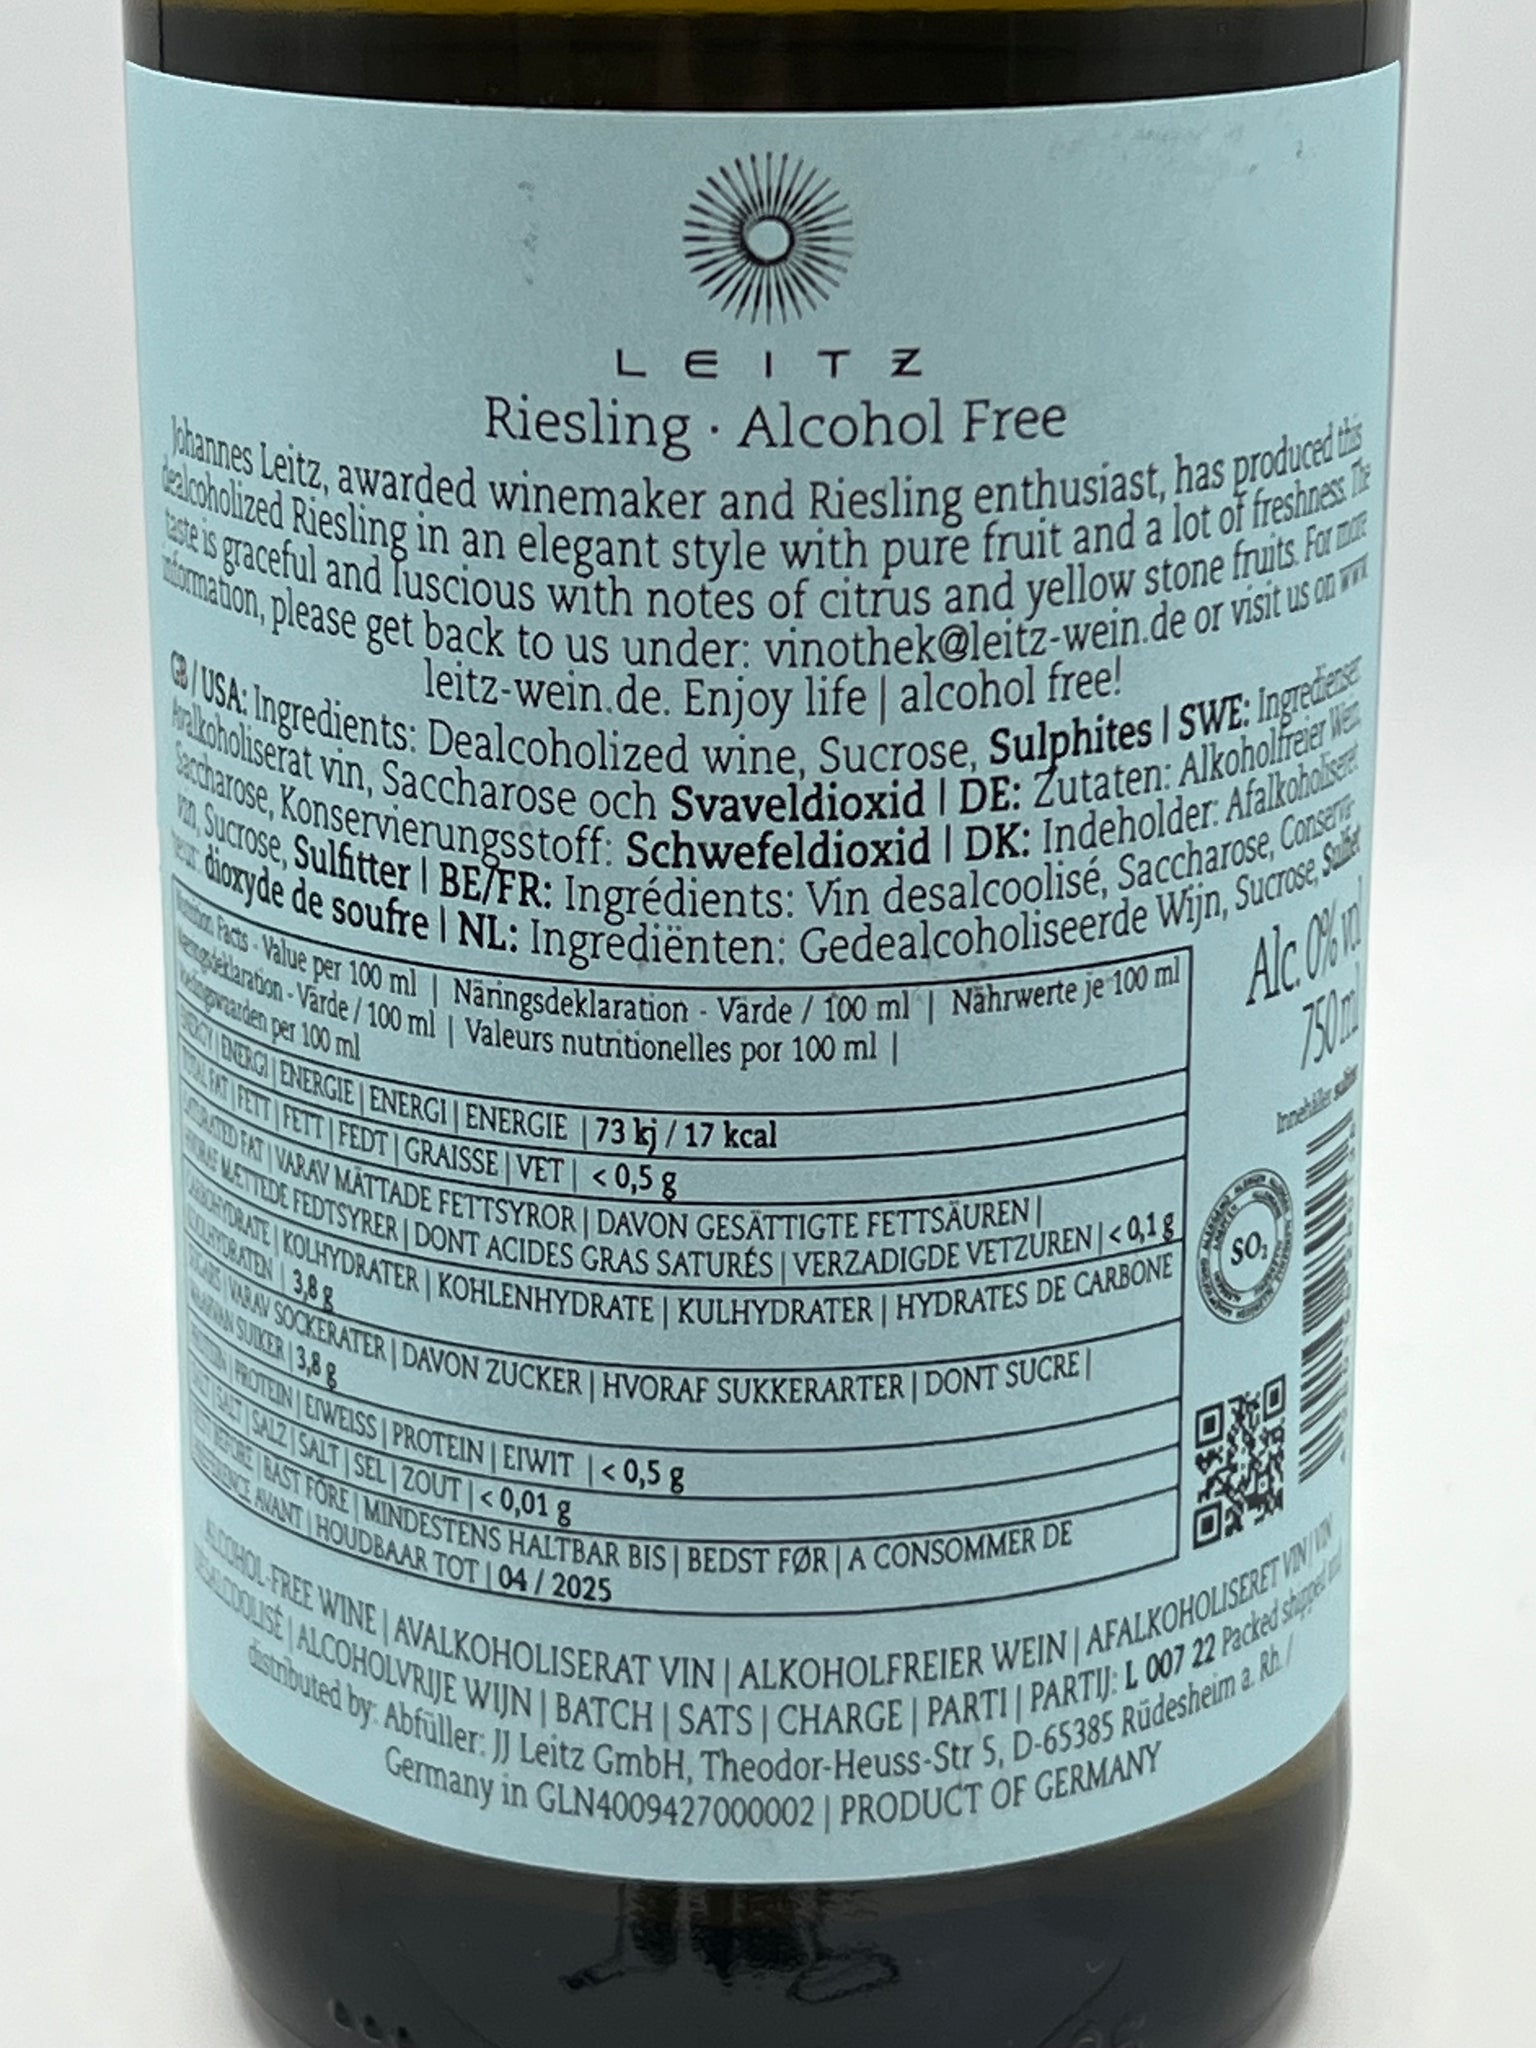 LEITZ
Riesling · Alcohol Free
Johannes Leitz, awarded winemaker and Riesling enthusiast, has produced this
dealcoholized Riesling in an elegant style with pure fruit and a lot of freshness. The
taste is graceful and luscious with notes of citrus and yellow stone fruits. For more
information, please get back to us under: vinothek@leitz-wein.de or visit us on www.
leitz-wein.de. Enjoy life | alcohol free!
GB / USA: Ingredients: Dealcoholized wine, Sucrose, Sulphites | SWE: Ingredienser:
Avalkoholiserat vin, Saccharose och Svaveldioxid | DE: Zutaten: Alkoholfreier Wein,
Saccharose, Konservierungsstoff: Schwefeldioxid | DK: Indeholder: Afalkoholiseret
vin, Sucrose, Sulfitter | BE/FR: Ingrédients: Vin desalcoolisé, Saccharose, Conserva-
teur: dioxyde de soufre | NL: Ingrediënten: Gedealcoholiseerde Wijn, Sucrose, Sulfiet
Nutrition Facts - Value per 100 ml | Näringsdeklaration - Värde / 100 ml | Nährwerte je 100 ml
Næringsdeklaration - Värde / 100 ml | Valeurs nutritionelles por 100 ml |
Voedingswaarden per 100 ml
ENERGY | ENERGI | ENERGIE | ENERGI | ENERGIE | 73 kj / 17 kcal
TOTAL FAT | FETT | FETT | FEDT | GRAISSE | VET | < 0,5 g
SATURATED FAT | VARAV MÄTTADE FETTSYROR | DAVON GESÄTTIGTE FETTSÄUREN |
HVORAF MÆTTEDE FEDTSYRER | DONT ACIDES GRAS SATURÉS | VERZADIGDE VETZUREN | < 0,1 g
CARBOHYDRATE | KOLHYDRATER | KOHLENHYDRATE | KULHYDRATER | HYDRATES DE CARBONE
KOOLHYDRATEN | 3,8 g
SUGARS | VARAV SOCKERATER | DAVON ZUCKER | HVORAF SUKKERARTER | DONT SUCRE |
WAARVAN SUIKER | 3,8 g
PROTEIN | PROTEIN | EIWEISS | PROTEIN | EIWIT | < 0,5 g
SALT | SALT | SALZ | SALT | SEL | ZOUT | < 0,01 g
BEST BEFORE | BAST FÖRE | MINDESTENS HALTBAR BIS | BEDST FØR | A CONSOMMER DE
PREFERENCE AVANT | HOUDBAAR TOT | 04 / 2025
Alc. 0% vol
750 ml
Innehåller sulfiter
SO₂
ALCOHOL-FREE WINE | AVALKOHOLISERAT VIN | ALKOHOLFREIER WEIN | AFALKOHOLISERET VIN | VIN
DESALCOOLISÉ | ALCOHOLVRIJE WIJN | BATCH | SATS | CHARGE | PARTI | PARTIJ: L 007 22 Packed shipped and
distributed by: Abfüller: JJ Leitz GmbH, Theodor-Heuss-Str 5, D-65385 Rüdesheim a. Rh. /
Germany in GLN4009427000002 | PRODUCT OF GERMANY